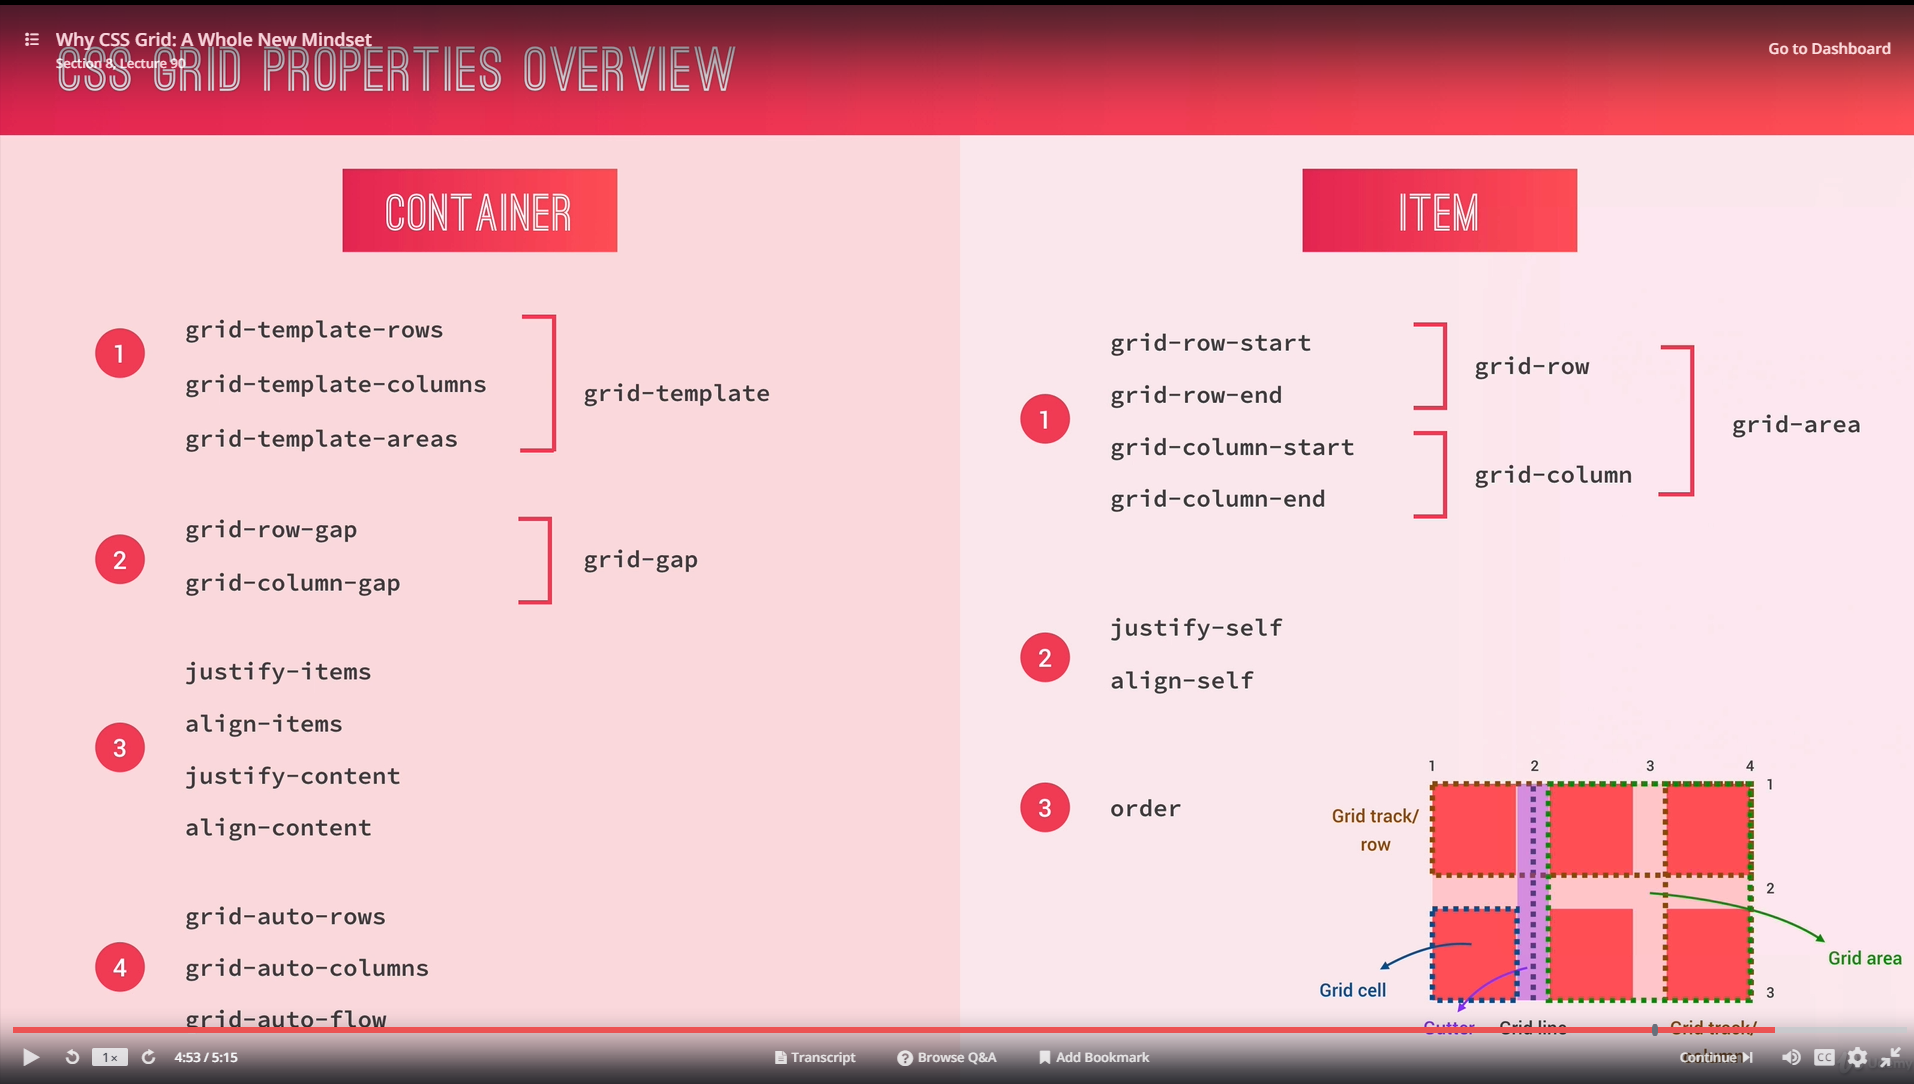 Why CSS Grid: A Whole New Mindset
Section 8, Lecture 90
Go to Dashboard
CSS GRID PROPERTIES OVERVIEW
CONTAINER
1
grid-template-rows
grid-template-columns
grid-template-areas
grid-template
2
grid-row-gap
grid-column-gap
grid-gap
3
justify-items
align-items
justify-content
align-content
4
grid-auto-rows
grid-auto-columns
grid-auto-flow
ITEM
1
grid-row-start
grid-row-end
grid-column-start
grid-column-end
grid-row
grid-column
grid-area
2
justify-self
align-self
3
order
1 2 3 4
1
2
3
Grid track/
row
Grid cell
Grid area
Gutter
Grid line
Grid track/
1×
4:53 / 5:15
Transcript
Browse Q&A
Add Bookmark
Continue
CC